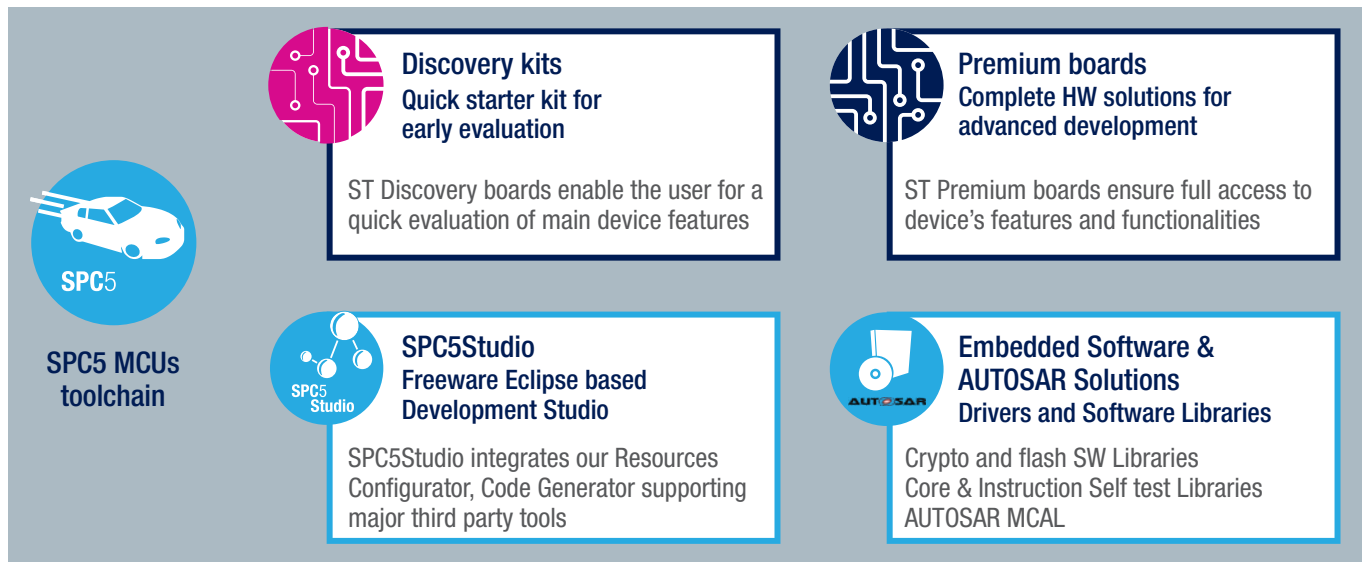 SPC5
SPC5 MCUs
toolchain
Discovery kits
Quick starter kit for
early evaluation
ST Discovery boards enable the user for a
quick evaluation of main device features
Premium boards
Complete HW solutions for
advanced development
ST Premium boards ensure full access to
device’s features and functionalities
SPC5
Studio
SPC5Studio
Freeware Eclipse based
Development Studio
SPC5Studio integrates our Resources
Configurator, Code Generator supporting
major third party tools
AUTOSAR
Embedded Software &
AUTOSAR Solutions
Drivers and Software Libraries
Crypto and flash SW Libraries
Core & Instruction Self test Libraries
AUTOSAR MCAL